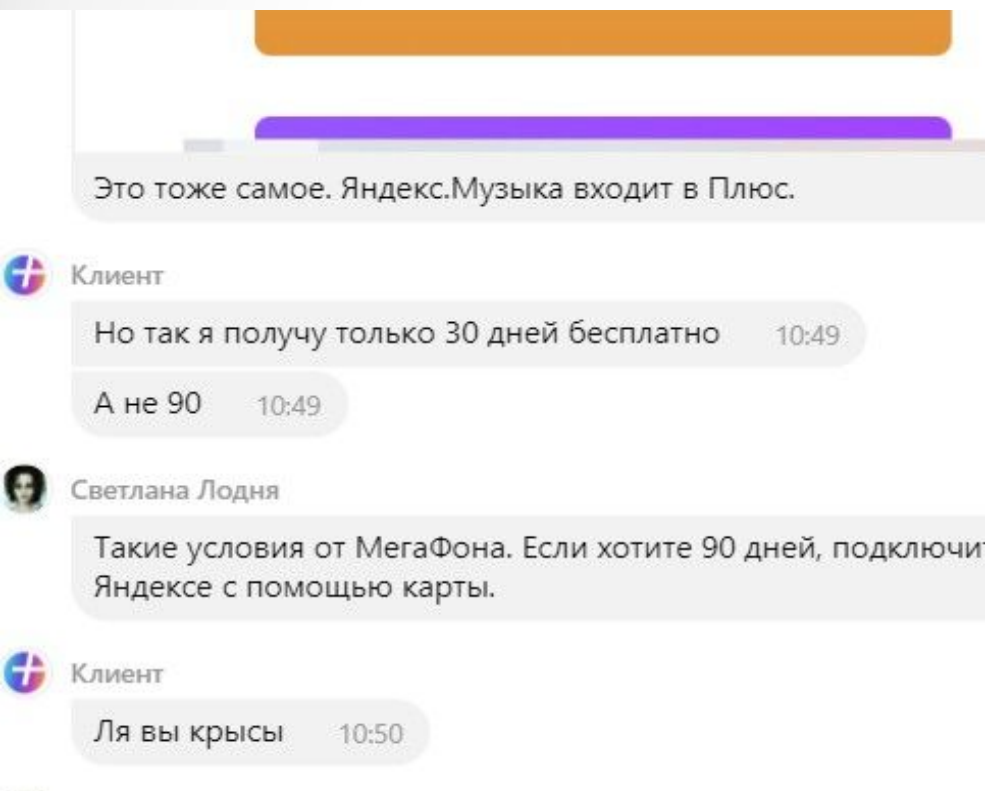 Это тоже самое. Яндекс.Музыка входит в Плюс.
Клиент
Но так я получу только 30 дней бесплатно 10:49
А не 90 10:49
Светлана Лодня
Такие условия от МегаФона. Если хотите 90 дней,
Яндексе с помощью карты.
Клиент
Ля вы крысы 10:50